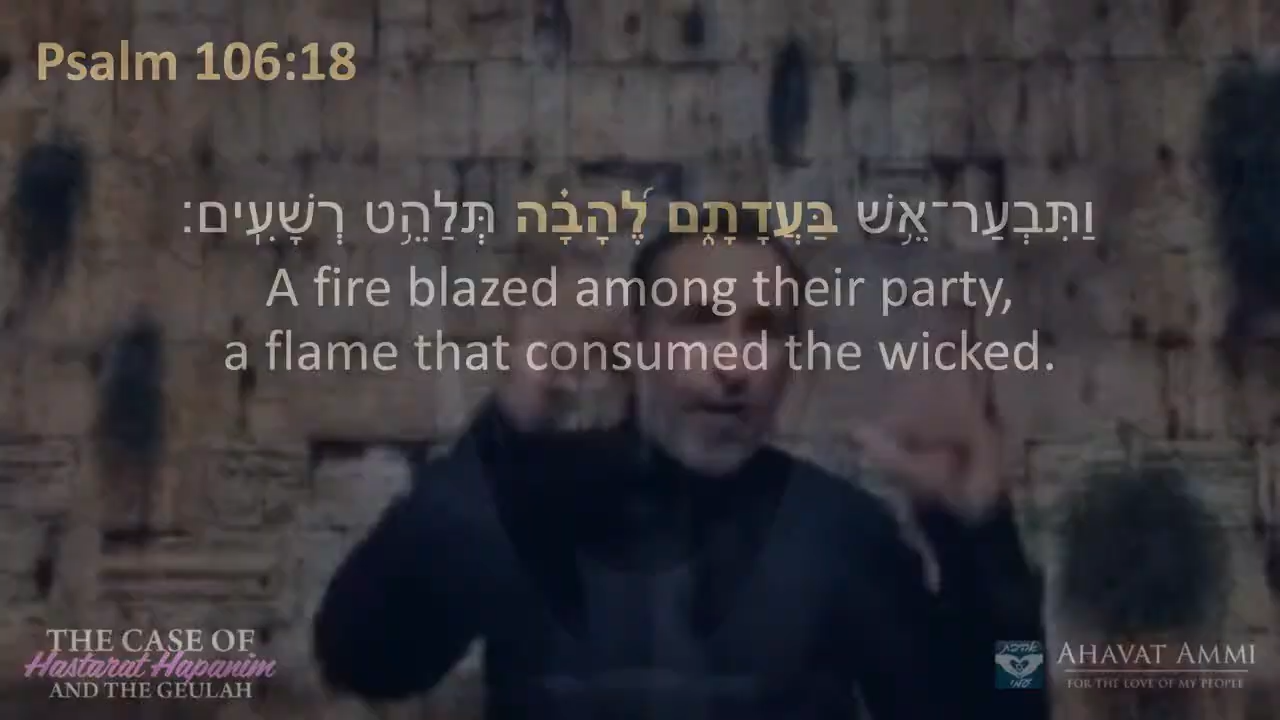 Psalm 106:18
וַתִּבְעַר־אֵ֥שׁ בַּעֲדָתָ֑ם לֶ֝הָבָ֗ה תְּלַהֵ֥ט רְשָׁעִֽים׃
A fire blazed among their party,
a flame that consumed the wicked.
THE CASE OF
Hastarat Hapanim
AND THE GEULAH
AHAVAT AMMI
FOR THE LOVE OF MY PEOPLE